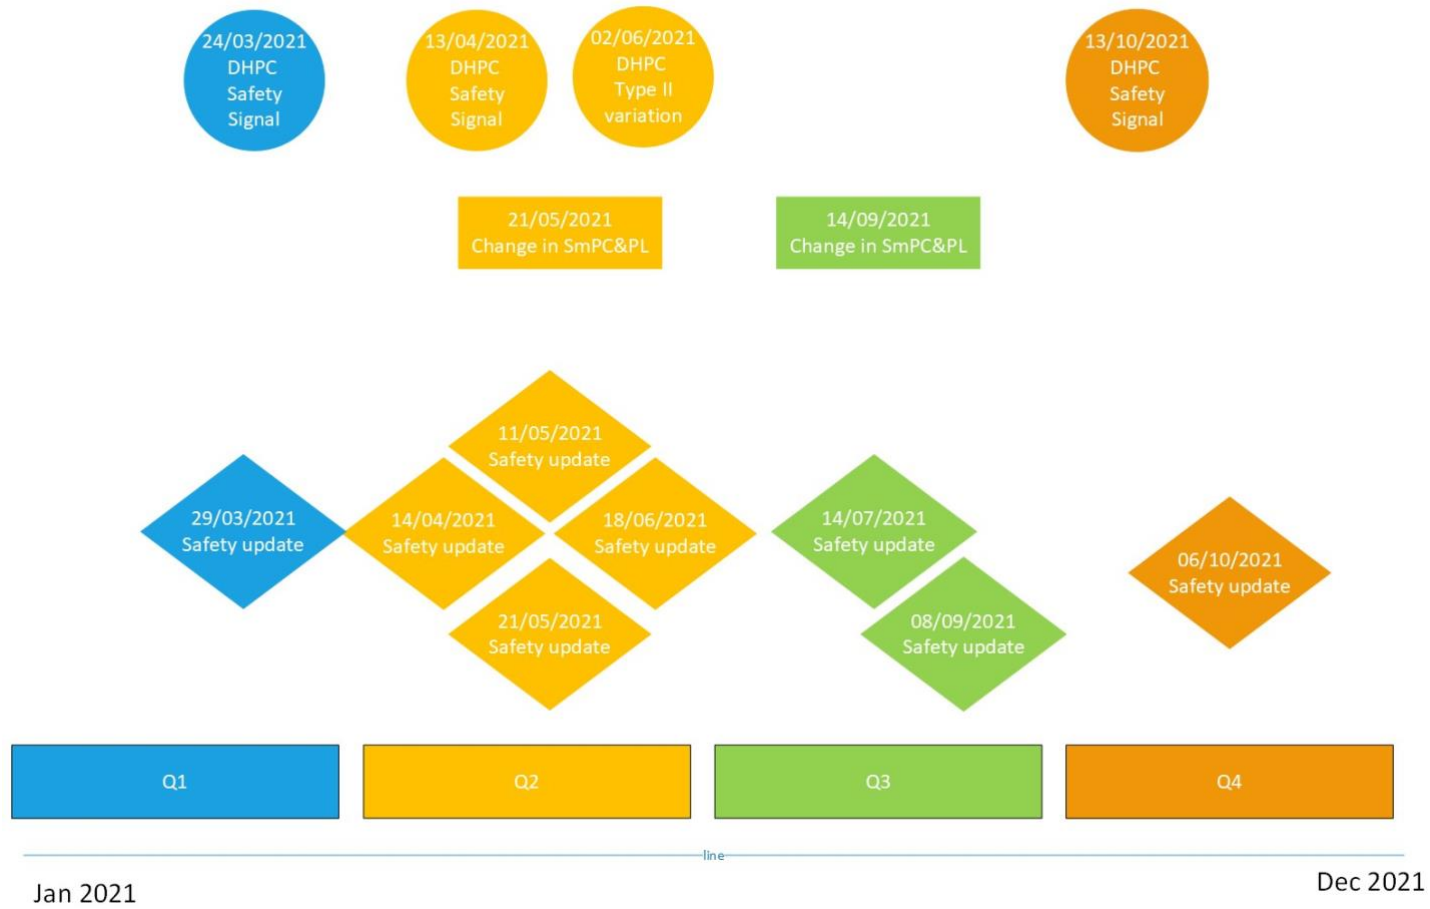 24/03/2021
DHPC
Safety
Signal
13/04/2021
DHPC
Safety
Signal
02/06/2021
DHPC
Type II
variation
13/10/2021
DHPC
Safety
Signal
21/05/2021
Change in SmPC&PL
14/09/2021
Change in SmPC&PL
11/05/2021
Safety update
29/03/2021
Safety update
14/04/2021
Safety update
18/06/2021
Safety update
14/07/2021
Safety update
06/10/2021
Safety update
21/05/2021
Safety update
08/09/2021
Safety update
Q1
Q2
Q3
Q4
line
Jan 2021
Dec 2021